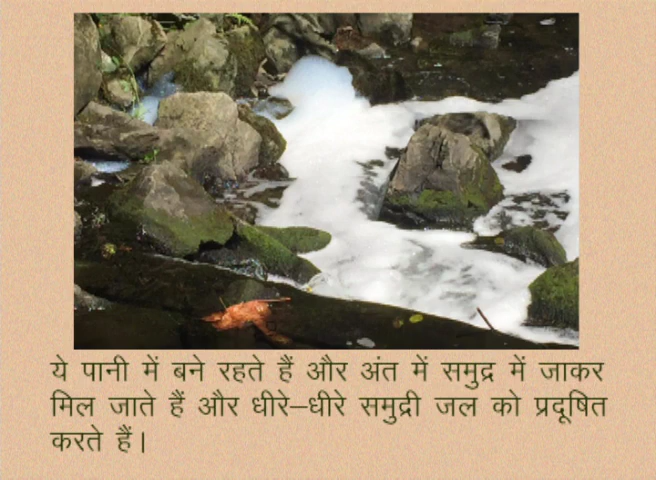 ये पानी में बने रहते हैं और अंत में समुद्र में जाकर
मिल जाते हैं और धीरे–धीरे समुद्री जल को प्रदूषित
करते हैं।